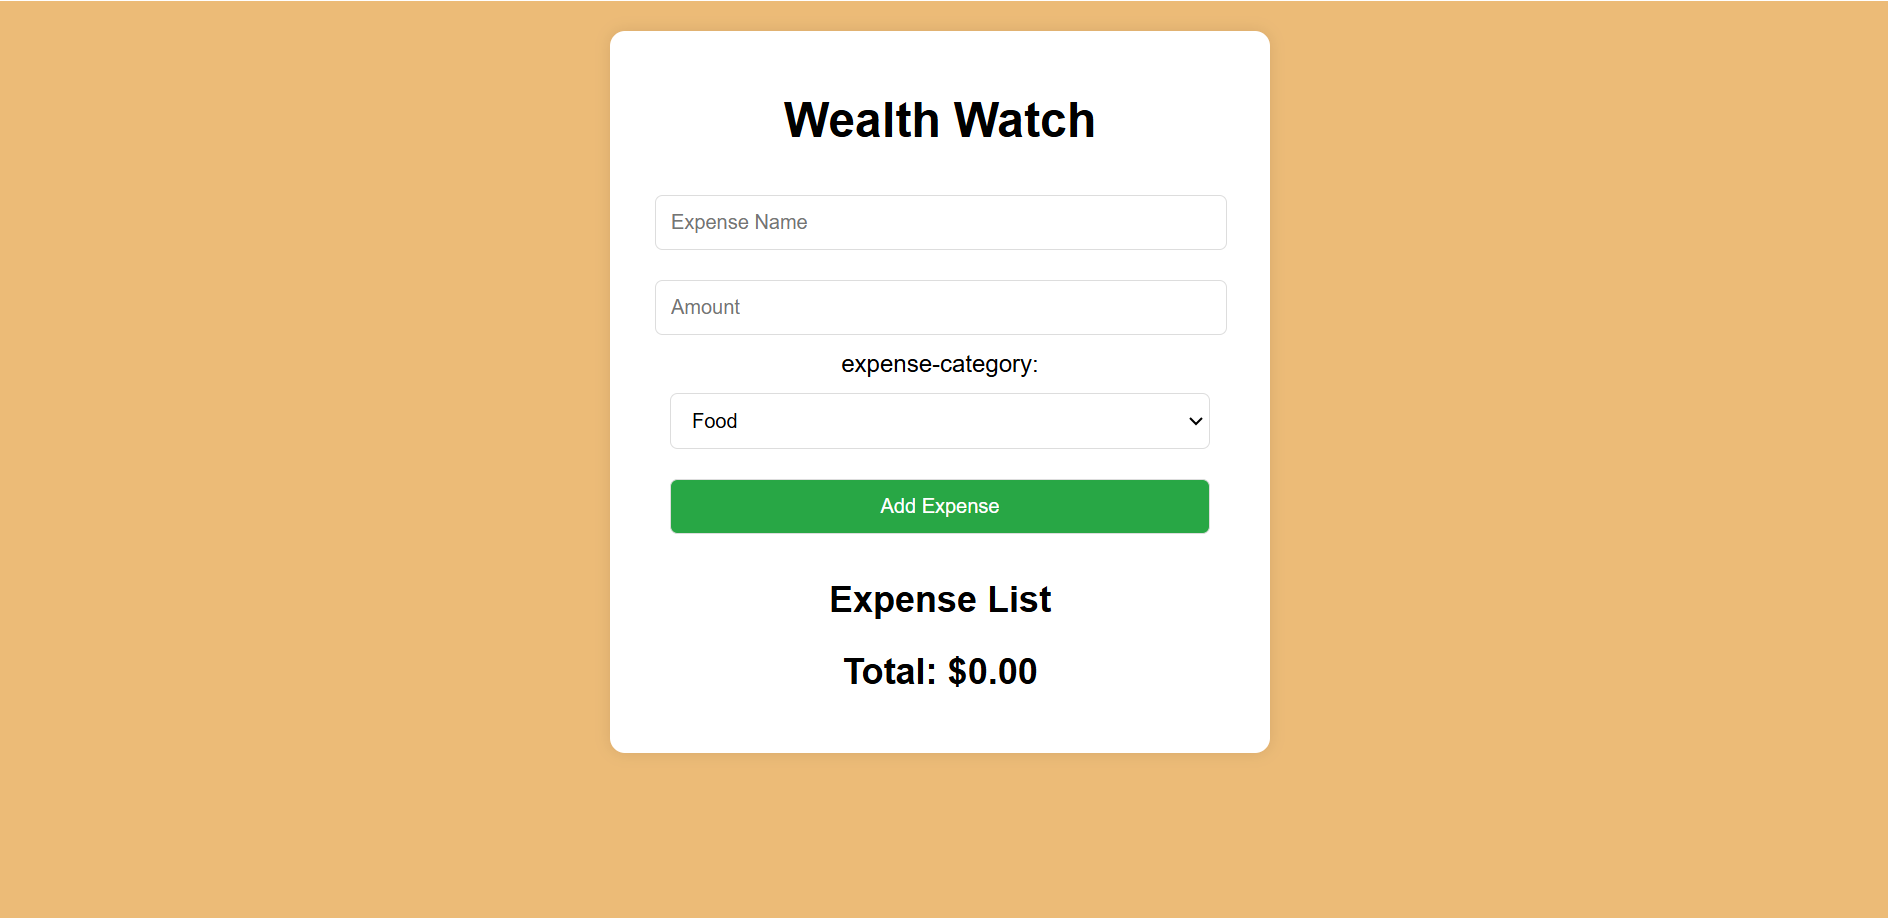 Wealth Watch
Expense Name
Amount
expense-category:
Food
Add Expense
Expense List
Total: $0.00